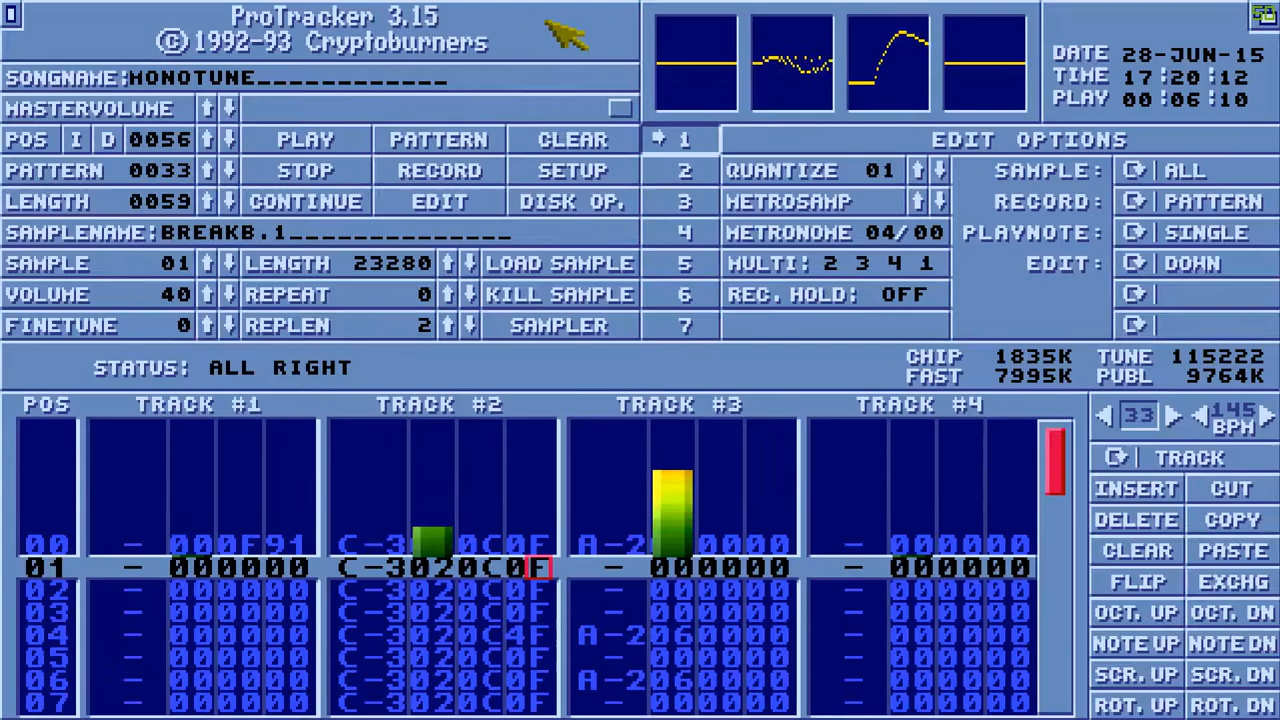 ProTracker 3.15
©1992-93 Cryptoburners
SONGNAME:MONOTUNE_____________
MASTERVOLUME
DATE 28-JUN-15
TIME 17:20:12
PLAY 00:06:10
POS I D 0056 PLAY PATTERN CLEAR 1 EDIT OPTIONS
PATTERN 0033 STOP RECORD SETUP 2 QUANTIZE 01 SAMPLE: ALL
LENGTH 0059 CONTINUE EDIT DISK OP. 3 METROSAMP RECORD: PATTERN
SAMPLENAME:BREAKB.1______________ 4 METRONOME 04/00 PLAYNOTE: SINGLE
SAMPLE 01 LENGTH 23280 LOAD SAMPLE 5 MULTI: 2 3 4 1 EDIT: DOWN
VOLUME 40 REPEAT 0 KILL SAMPLE 6 REC. HOLD: OFF
FINETUNE 0 REPLEN 2 SAMPLER 7
STATUS: ALL RIGHT
CHIP 1835K TUNE 115222
FAST 7995K PUBL 9764K
POS TRACK #1 TRACK #2 TRACK #3 TRACK #4
33 145 BPM
TRACK
INSERT CUT
DELETE COPY
CLEAR PASTE
FLIP EXCHG
OCT. UP OCT. DN
NOTE UP NOTE DN
SCR. UP SCR. DN
ROT. UP ROT. DN
00 - 000F91 C-3 0C0F A-2 0000 - 000000
01 - 000000 C-3020C0F - 000000 - 000000
02 - 000000 C-3020C0F - 000000 - 000000
03 - 000000 C-3020C0F - 000000 - 000000
04 - 000000 C-3020C4F A-2060000 - 000000
05 - 000000 C-3020C0F - 000000 - 000000
06 - 000000 C-3020C0F A-2060000 - 000000
07 - 000000 C-3020C0F - 000000 - 000000